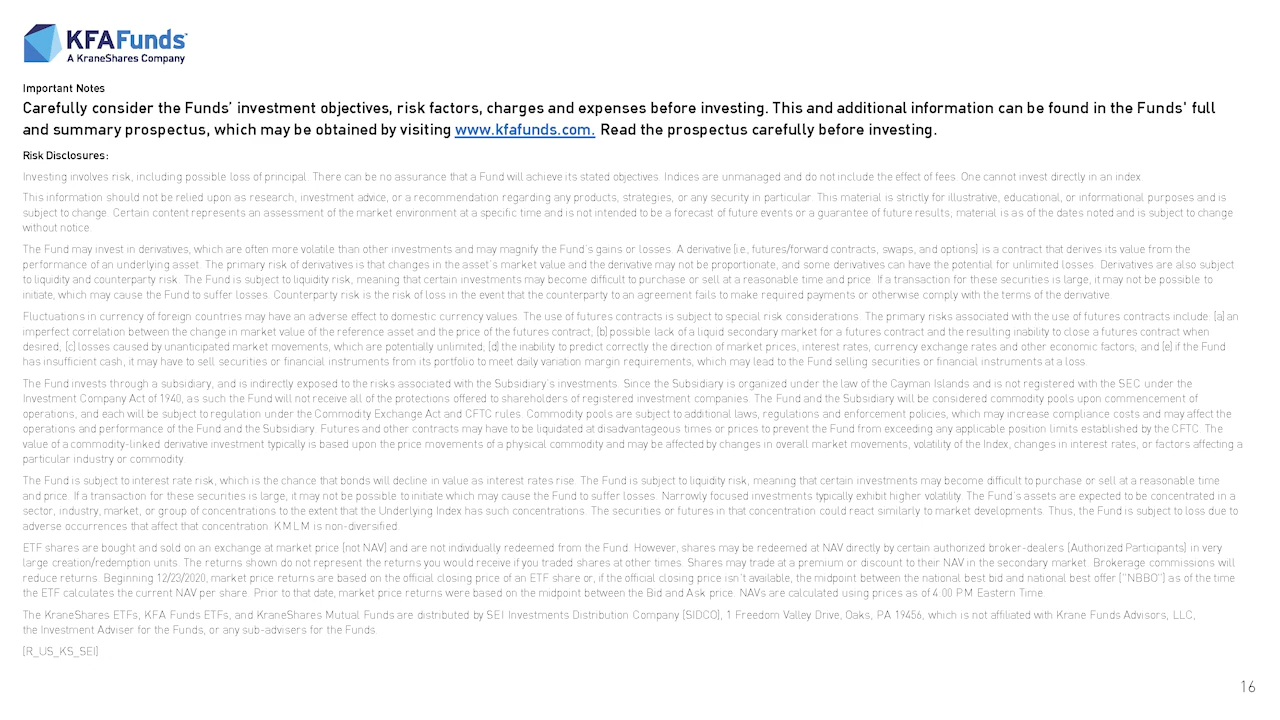 KFAFunds
A KraneShares Company
Important Notes
Carefully consider the Funds’ investment objectives, risk factors, charges and expenses before investing. This and additional information can be found in the Funds' full
and summary prospectus, which may be obtained by visiting www.kfafunds.com. Read the prospectus carefully before investing.
Risk Disclosures:
Investing involves risk, including possible loss of principal. There can be no assurance that a Fund will achieve its stated objectives. Indices are unmanaged and do not include the effect of fees. One cannot invest directly in an index.
This information should not be relied upon as research, investment advice, or a recommendation regarding any products, strategies, or any security in particular. This material is strictly for illustrative, educational, or informational purposes and is
subject to change. Certain content represents an assessment of the market environment at a specific time and is not intended to be a forecast of future events or a guarantee of future results; material is as of the dates noted and is subject to change
without notice.
The Fund may invest in derivatives, which are often more volatile than other investments and may magnify the Fund’s gains or losses. A derivative (i.e., futures/forward contracts, swaps, and options) is a contract that derives its value from the
performance of an underlying asset. The primary risk of derivatives is that changes in the asset’s market value and the derivative may not be proportionate, and some derivatives can have the potential for unlimited losses. Derivatives are also subject
to liquidity and counterparty risk. The Fund is subject to liquidity risk, meaning that certain investments may become difficult to purchase or sell at a reasonable time and price. If a transaction for these securities is large, it may not be possible to
initiate, which may cause the Fund to suffer losses. Counterparty risk is the risk of loss in the event that the counterparty to an agreement fails to make required payments or otherwise comply with the terms of the derivative.
Fluctuations in currency of foreign countries may have an adverse effect to domestic currency values. The use of futures contracts is subject to special risk considerations. The primary risks associated with the use of futures contracts include: (a) an
imperfect correlation between the change in market value of the reference asset and the price of the futures contract; (b) possible lack of a liquid secondary market for a futures contract and the resulting inability to close a futures contract when
desired; (c) losses caused by unanticipated market movements, which are potentially unlimited; (d) the inability to predict correctly the direction of market prices, interest rates, currency exchange rates and other economic factors; and (e) if the Fund
has insufficient cash, it may have to sell securities or financial instruments from its portfolio to meet daily variation margin requirements, which may lead to the Fund selling securities or financial instruments at a loss.
The Fund invests through a subsidiary, and is indirectly exposed to the risks associated with the Subsidiary’s investments. Since the Subsidiary is organized under the law of the Cayman Islands and is not registered with the SEC under the
Investment Company Act of 1940, as such the Fund will not receive all of the protections offered to shareholders of registered investment companies. The Fund and the Subsidiary will be considered commodity pools upon commencement of
operations, and each will be subject to regulation under the Commodity Exchange Act and CFTC rules. Commodity pools are subject to additional laws, regulations and enforcement policies, which may increase compliance costs and may affect the
operations and performance of the Fund and the Subsidiary. Futures and other contracts may have to be liquidated at disadvantageous times or prices to prevent the Fund from exceeding any applicable position limits established by the CFTC. The
value of a commodity-linked derivative investment typically is based upon the price movements of a physical commodity and may be affected by changes in overall market movements, volatility of the Index, changes in interest rates, or factors affecting a
particular industry or commodity.
The Fund is subject to interest rate risk, which is the chance that bonds will decline in value as interest rates rise. The Fund is subject to liquidity risk, meaning that certain investments may become difficult to purchase or sell at a reasonable time
and price. If a transaction for these securities is large, it may not be possible to initiate which may cause the Fund to suffer losses. Narrowly focused investments typically exhibit higher volatility. The Fund’s assets are expected to be concentrated in a
sector, industry, market, or group of concentrations to the extent that the Underlying Index has such concentrations. The securities or futures in that concentration could react similarly to market developments. Thus, the Fund is subject to loss due to
adverse occurrences that affect that concentration. KMLM is non-diversified.
ETF shares are bought and sold on an exchange at market price (not NAV) and are not individually redeemed from the Fund. However, shares may be redeemed at NAV directly by certain authorized broker-dealers (Authorized Participants) in very
large creation/redemption units. The returns shown do not represent the returns you would receive if you traded shares at other times. Shares may trade at a premium or discount to their NAV in the secondary market. Brokerage commissions will
reduce returns. Beginning 12/23/2020, market price returns are based on the official closing price of an ETF share or, if the official closing price isn’t available, the midpoint between the national best bid and national best offer ("NBBO") as of the time
the ETF calculates the current NAV per share. Prior to that date, market price returns were based on the midpoint between the Bid and Ask price. NAVs are calculated using prices as of 4:00 PM Eastern Time.
The KraneShares ETFs, KFA Funds ETFs, and KraneShares Mutual Funds are distributed by SEI Investments Distribution Company (SIDCO), 1 Freedom Valley Drive, Oaks, PA 19456, which is not affiliated with Krane Funds Advisors, LLC,
the Investment Adviser for the Funds, or any sub-advisers for the Funds.
[R_US_KS_SEI]
16